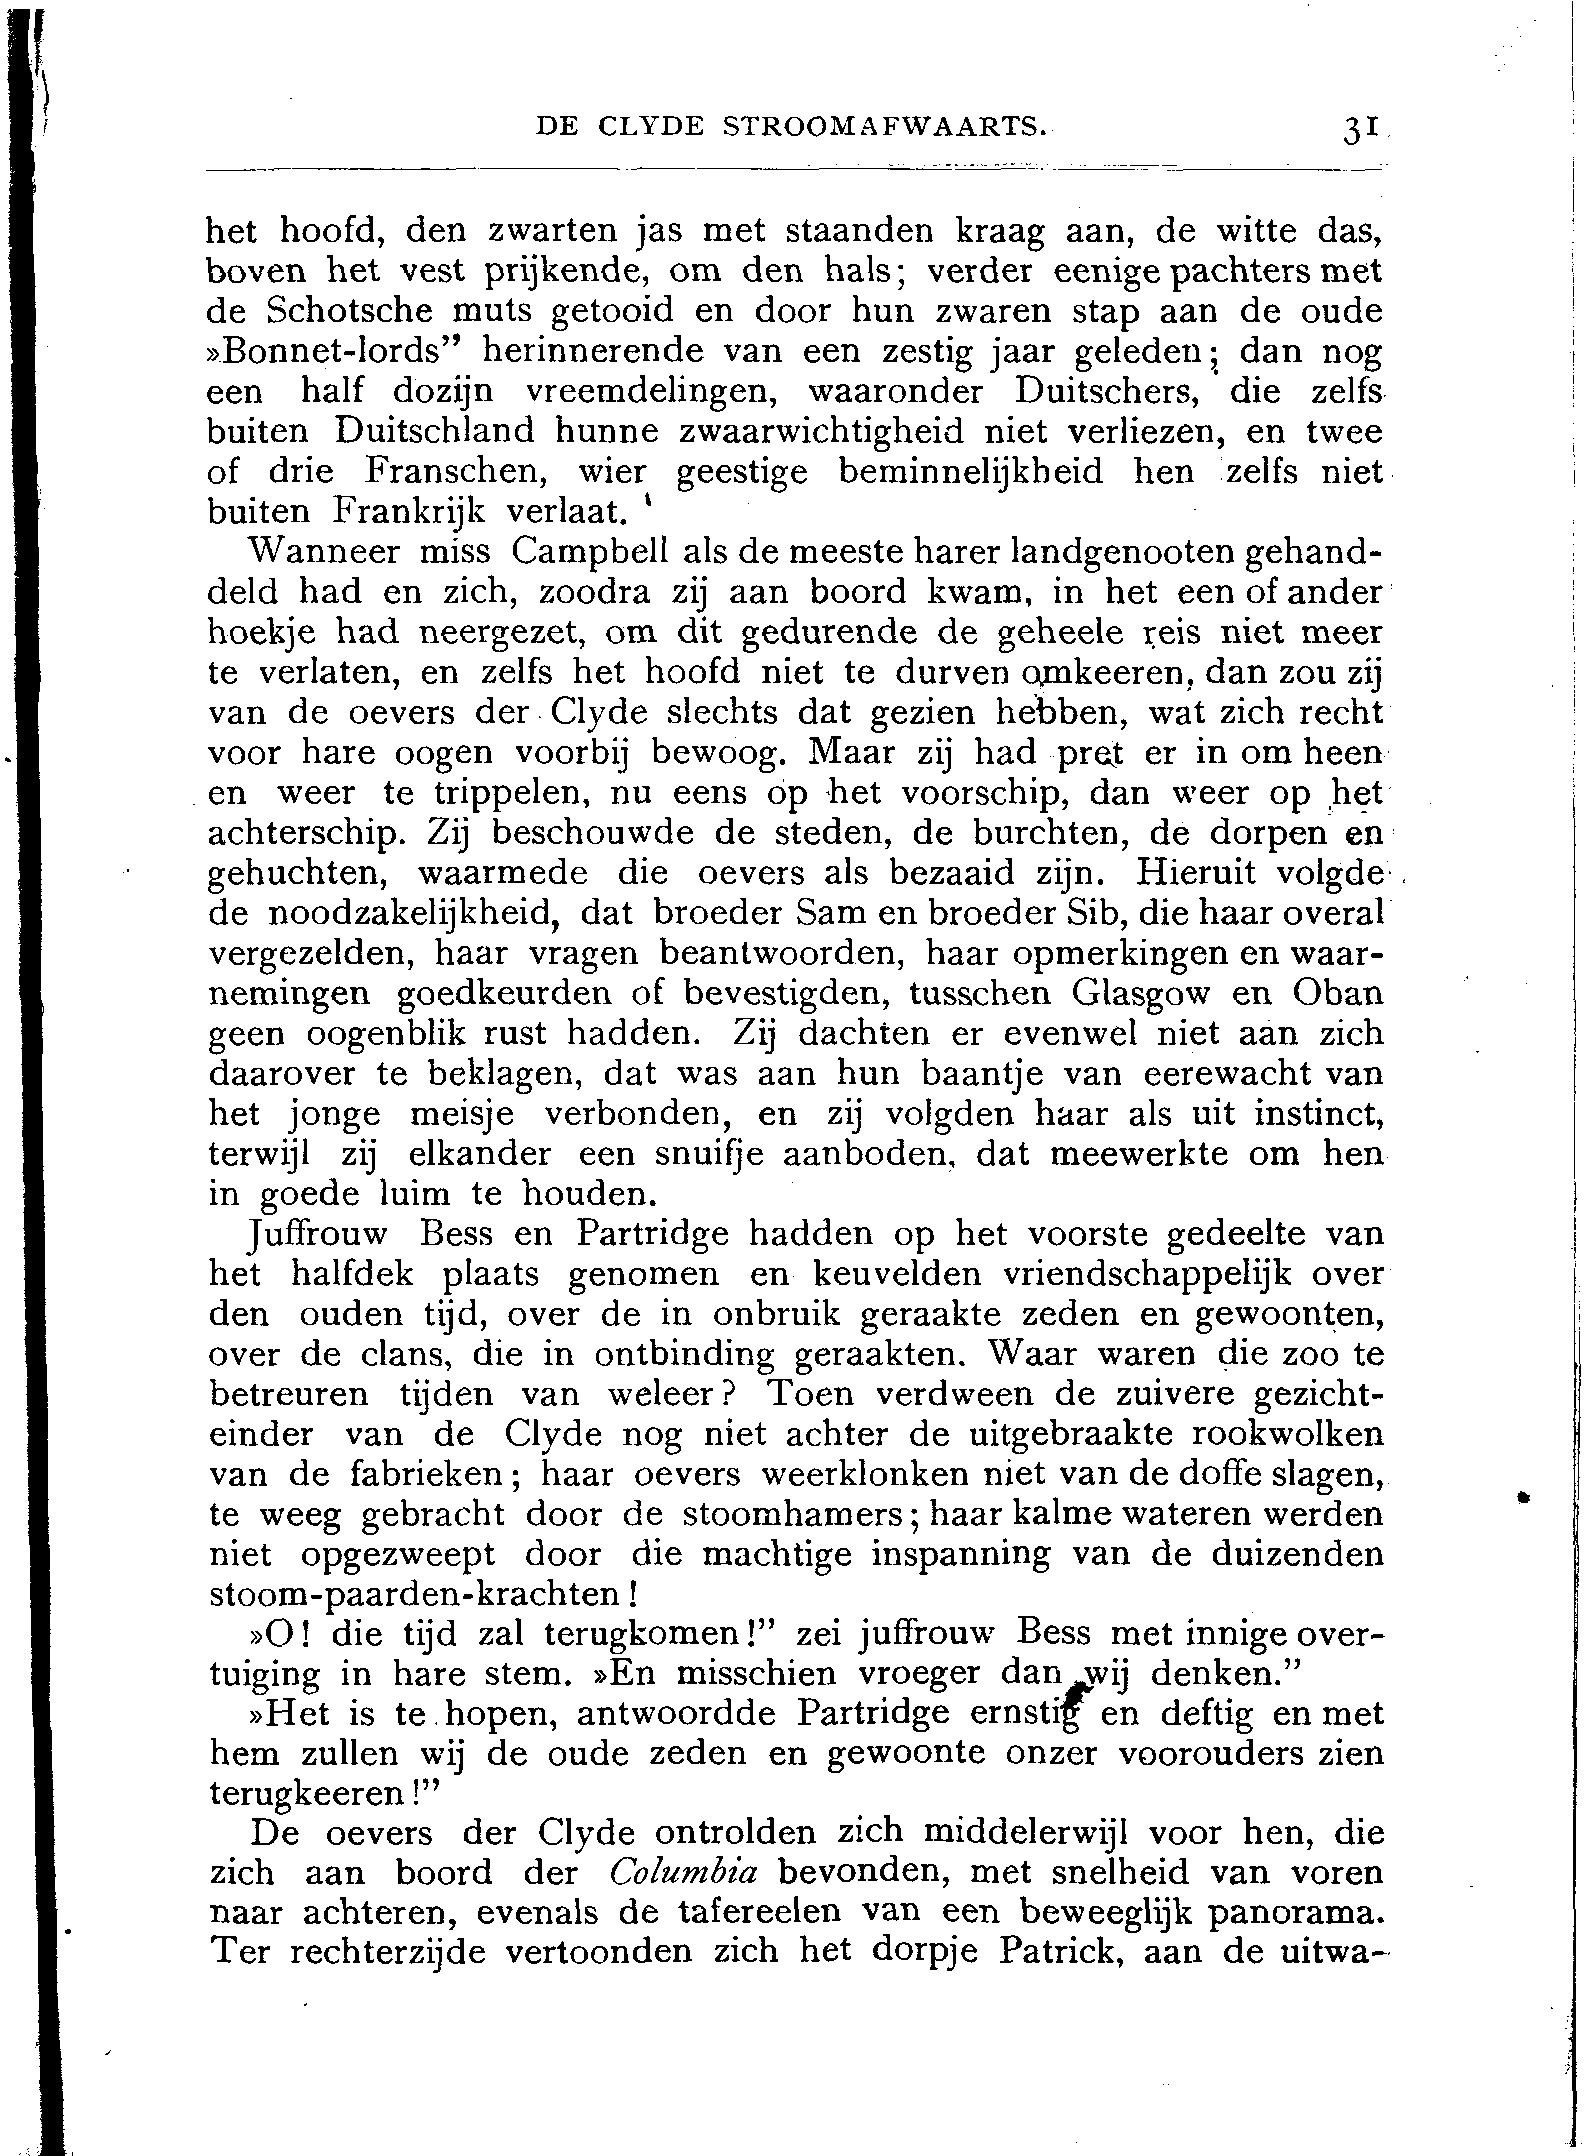 DE CLYDE STROOMAFWAARTS. 31
het hoofd, den zwarten jas met staanden kraag aan, de witte das,
boven het vest prijkende, om den hals; verder eenige pachters met
de Schotsche muts getooid en door hun zwaren stap aan de oude
»Bonnet-lords” herinnerende van een zestig jaar geleden; dan nog
een half dozijn vreemdelingen, waaronder Duitschers, die zelfs
buiten Duitschland hunne zwaarwichtigheid niet verliezen, en twee
of drie Franschen, wier geestige beminnelijkheid hen zelfs niet
buiten Frankrijk verlaat.
Wanneer miss Campbell als de meeste harer landgenooten gehand-
deld had en zich, zoodra zij aan boord kwam, in het een of ander
hoekje had neergezet, om dit gedurende de geheele reis niet meer
te verlaten, en zelfs het hoofd niet te durven omkeeren, dan zou zij
van de oevers der Clyde slechts dat gezien hebben, wat zich recht
voor hare oogen voorbij bewoog. Maar zij had pret er in om heen
en weer te trippelen, nu eens op het voorschip, dan weer op het
achterschip. Zij beschouwde de steden, de burchten, de dorpen en
gehuchten, waarmede die oevers als bezaaid zijn. Hieruit volgde
de noodzakelijkheid, dat broeder Sam en broeder Sib, die haar overal
vergezelden, haar vragen beantwoorden, haar opmerkingen en waar-
nemingen goedkeurden of bevestigden, tusschen Glasgow en Oban
geen oogenblik rust hadden. Zij dachten er evenwel niet aan zich
daarover te beklagen, dat was aan hun baantje van eerewacht van
het jonge meisje verbonden, en zij volgden haar als uit instinct,
terwijl zij elkander een snuifje aanboden, dat meewerkte om hen
in goede luim te houden.
Juffrouw Bess en Partridge hadden op het voorste gedeelte van
het halfdek plaats genomen en keuvelden vriendschappelijk over
den ouden tijd, over de in onbruik geraakte zeden en gewoonten,
over de clans, die in ontbinding geraakten. Waar waren die zoo te
betreuren tijden van weleer? Toen verdween de zuivere gezicht-
einder van de Clyde nog niet achter de uitgebraakte rookwolken
van de fabrieken; haar oevers weerklonken niet van de doffe slagen,
te weeg gebracht door de stoomhamers; haar kalme wateren werden
niet opgezweept door die machtige inspanning van de duizenden
stoom-paarden-krachten!
»O! die tijd zal terugkomen!” zei juffrouw Bess met innige over-
tuiging in hare stem. »En misschien vroeger dan wij denken.”
»Het is te hopen, antwoordde Partridge ernstig en deftig en met
hem zullen wij de oude zeden en gewoonte onzer voorouders zien
terugkeeren!”
De oevers der Clyde ontrolden zich middelerwijl voor hen, die
zich aan boord der Columbia bevonden, met snelheid van voren
naar achteren, evenals de tafereelen van een beweeglijk panorama.
Ter rechterzijde vertoonden zich het dorpje Patrick, aan de uitwa-